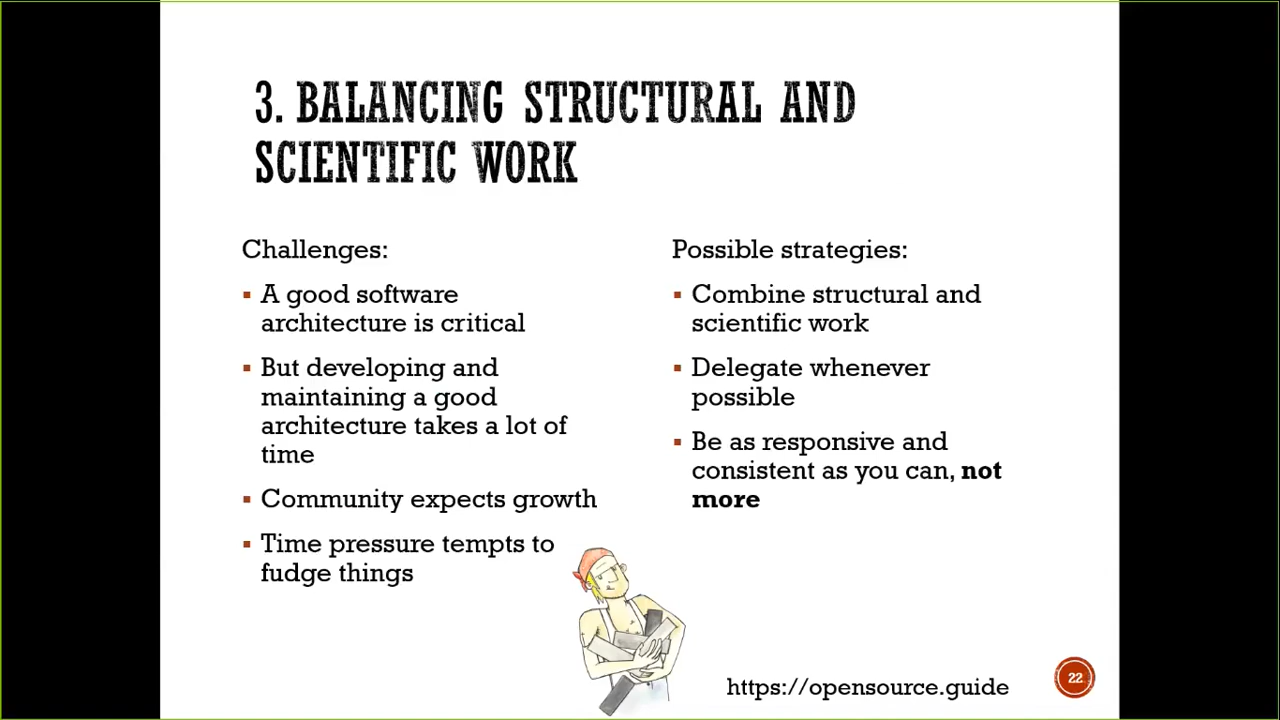 3. BALANCING STRUCTURAL AND
SCIENTIFIC WORK
Challenges:
▪ A good software
architecture is critical
▪ But developing and
maintaining a good
architecture takes a lot of
time
▪ Community expects growth
▪ Time pressure tempts to
fudge things
Possible strategies:
▪ Combine structural and
scientific work
▪ Delegate whenever
possible
▪ Be as responsive and
consistent as you can, not
more
https://opensource.guide
22